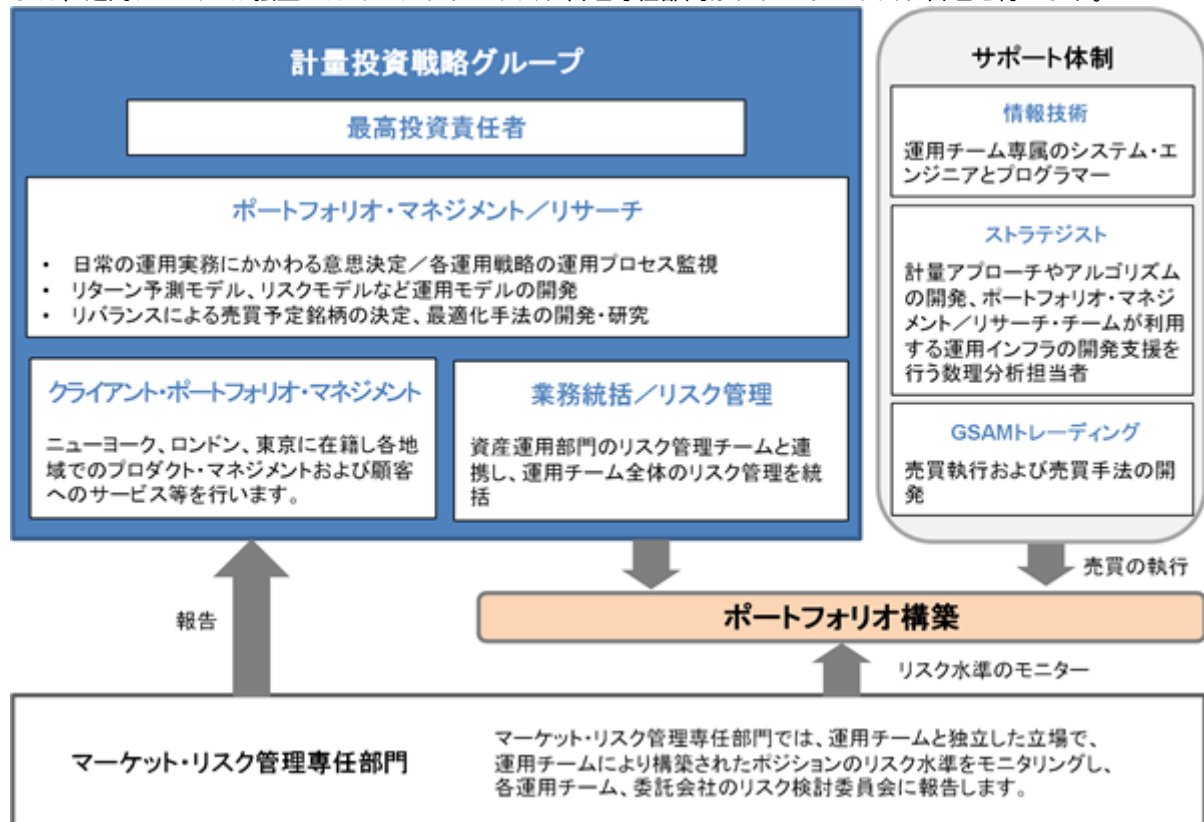 計量投資戦略グループ
最高投資責任者
ポートフォリオ・マネジメント／リサーチ
• 日常の運用実務にかかわる意思決定／各運用戦略の運用プロセス監視
• リターン予測モデル、リスクモデルなど運用モデルの開発
• リバランスによる売買予定銘柄の決定、最適化手法の開発・研究
クライアント・ポートフォリオ・マネジメント
ニューヨーク、ロンドン、東京に在籍し各地
域でのプロダクト・マネジメントおよび顧客
へのサービス等を行います。
業務統括／リスク管理
資産運用部門のリスク管理チームと連
携し、運用チーム全体のリスク管理を統
括
サポート体制
情報技術
運用チーム専属のシステム・エ
ンジニアとプログラマー
ストラテジスト
計量アプローチやアルゴリズム
の開発、ポートフォリオ・マネジ
メント／リサーチ・チームが利用
する運用インフラの開発支援を
行う数理分析担当者
GSAMトレーディング
売買執行および売買手法の開
発
売買の執行
報告
ポートフォリオ構築
リスク水準のモニター
マーケット・リスク管理専任部門
マーケット・リスク管理専任部門では、運用チームと独立した立場で、
運用チームにより構築されたポジションのリスク水準をモニタリングし、
各運用チーム、委託会社のリスク検討委員会に報告します。